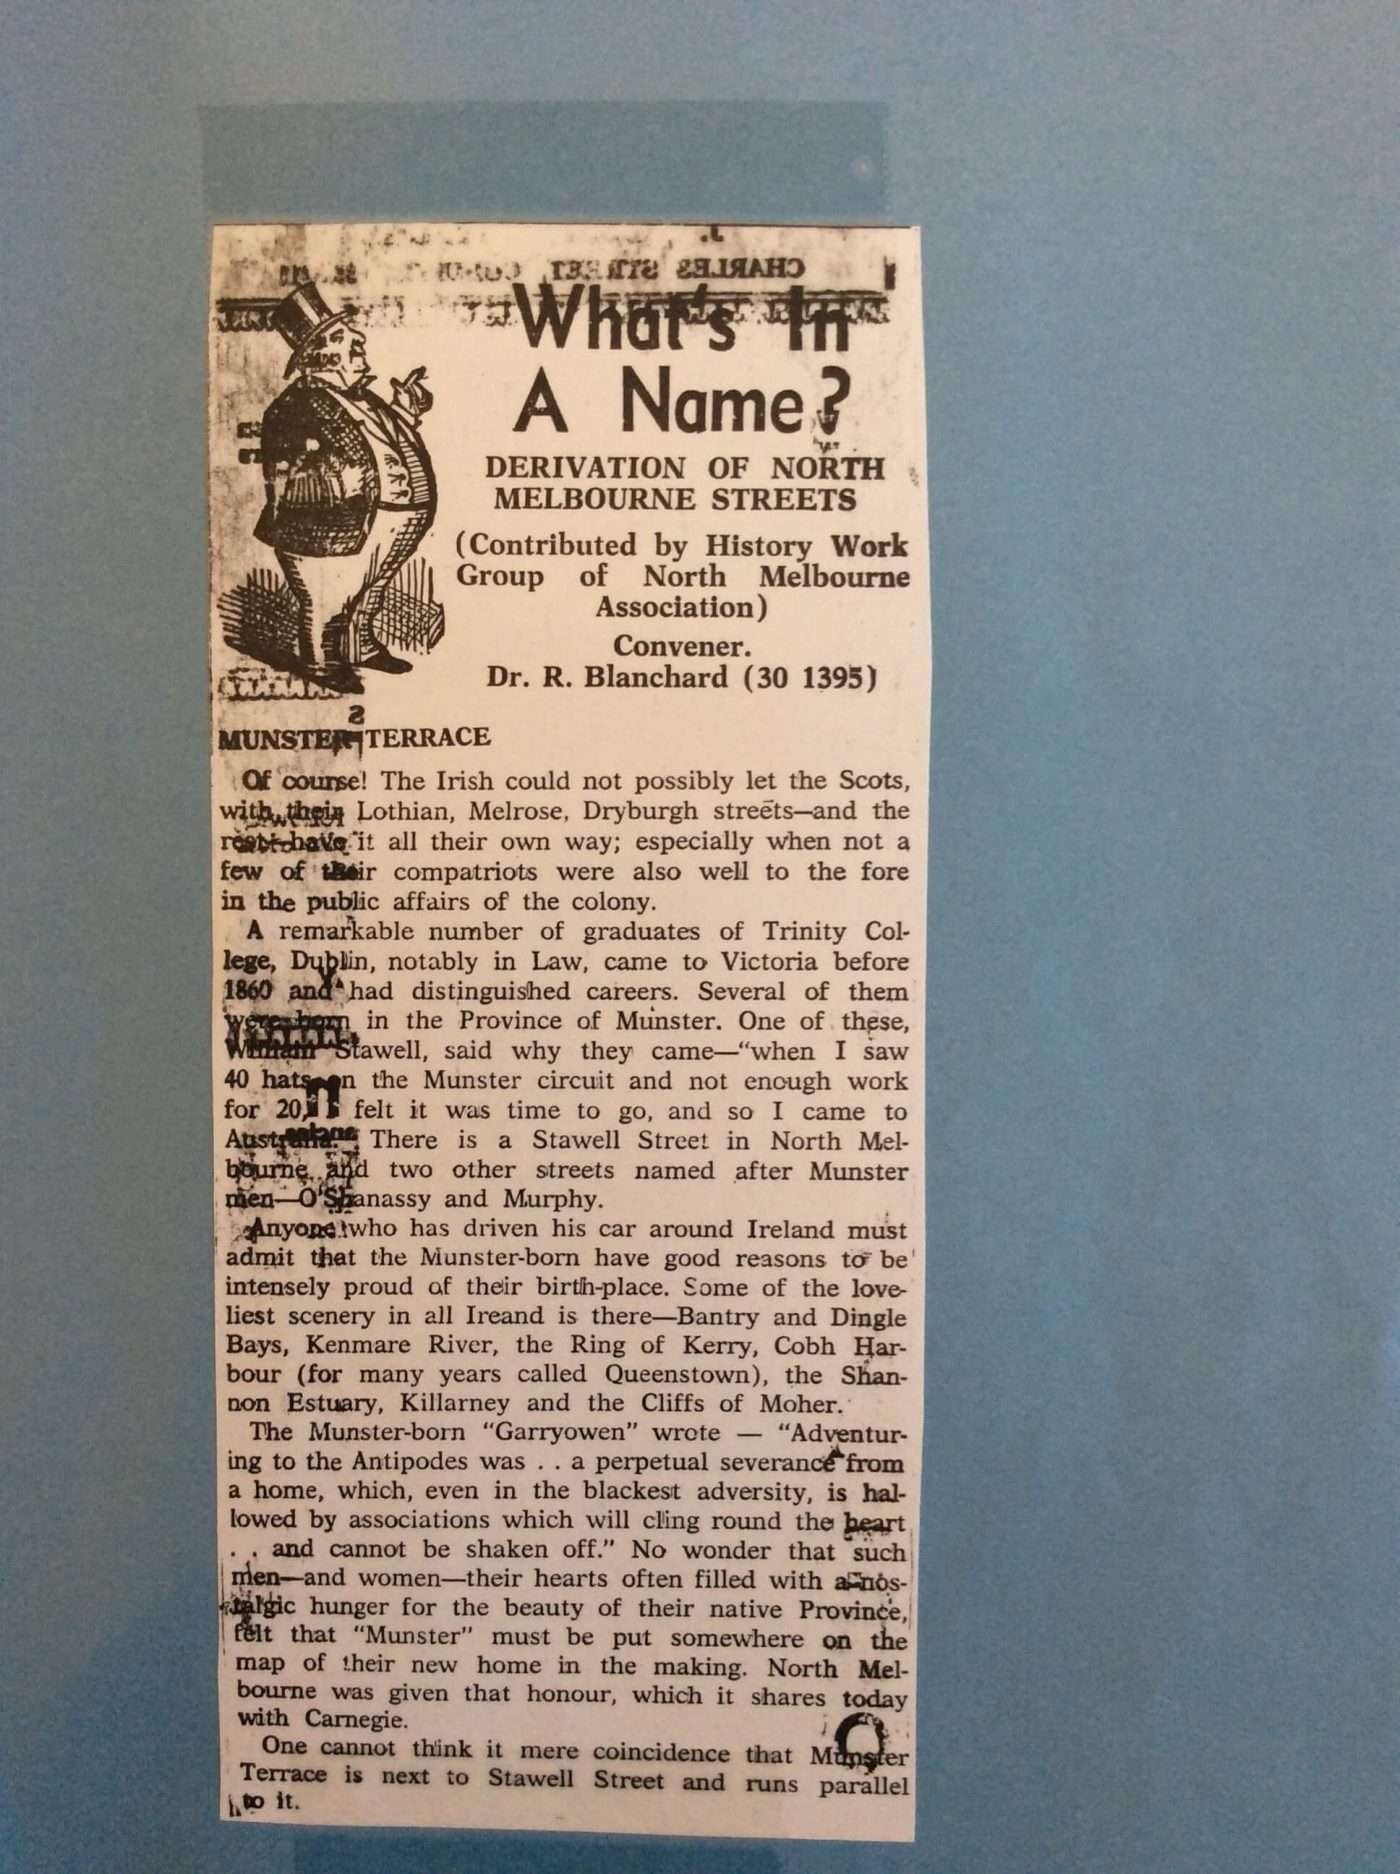 What's In
A Name?
DERIVATION OF NORTH
MELBOURNE STREETS
(Contributed by History Work
Group of North Melbourne
Association)
Convener.
Dr. R. Blanchard (30 1395)
MUNSTER TERRACE
Of course! The Irish could not possibly let the Scots,
with their Lothian, Melrose, Dryburgh streets—and the
rest—have it all their own way; especially when not a
few of their compatriots were also well to the fore
in the public affairs of the colony.
A remarkable number of graduates of Trinity Col-
lege, Dublin, notably in Law, came to Victoria before
1860 and had distinguished careers. Several of them
were born in the Province of Munster. One of these,
William Stawell, said why they came—“when I saw
40 hats on the Munster circuit and not enough work
for 20, I felt it was time to go, and so I came to
Australia.” There is a Stawell Street in North Mel-
bourne and two other streets named after Munster
men—O'Shanassy and Murphy.
Anyone who has driven his car around Ireland must
admit that the Munster-born have good reasons to be
intensely proud of their birth-place. Some of the love-
liest scenery in all Ireand is there—Bantry and Dingle
Bays, Kenmare River, the Ring of Kerry, Cobh Har-
bour (for many years called Queenstown), the Shan-
non Estuary, Killarney and the Cliffs of Moher.
The Munster-born “Garryowen” wrote — “Adventur-
ing to the Antipodes was . . a perpetual severance from
a home, which, even in the blackest adversity, is hal-
lowed by associations which will cling round the heart
. . and cannot be shaken off.” No wonder that such
men—and women—their hearts often filled with a nos-
talgic hunger for the beauty of their native Province,
felt that “Munster” must be put somewhere on the
map of their new home in the making. North Mel-
bourne was given that honour, which it shares today
with Carnegie.
One cannot think it mere coincidence that Munster
Terrace is next to Stawell Street and runs parallel
to it.